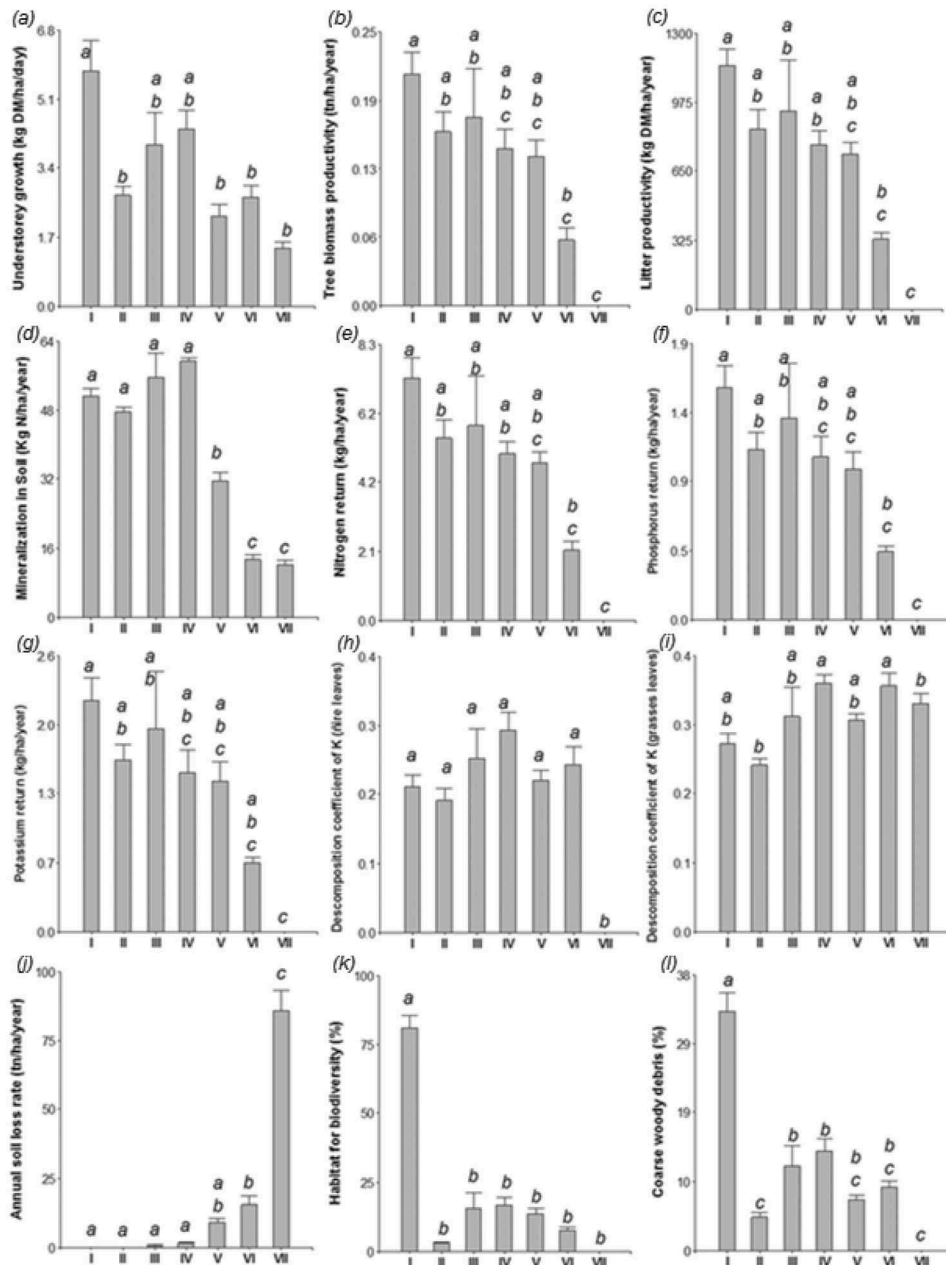 (a)
Understorey growth (kg DM/ha/day)
6.8
5.1
3.4
1.7
0.0
a
b
a
b
a
b
b
b
b
I II III IV V VI VII
(b)
Tree biomass productivity (tn/ha/year)
0.25
0.19
0.13
0.06
0.00
a
a
b
a
b
a
b
c
a
b
c
b
c
c
I II III IV V VI VII
(c)
Litter productivity (kg DM/ha/year)
1300
975
650
325
0
a
a
b
a
b
a
b
a
b
c
b
c
c
I II III IV V VI VII
(d)
Mineralization in Soil (Kg N/ha/year)
64
48
32
16
0
a
a
a
a
b
c
c
I II III IV V VI VII
(e)
Nitrogen return (kg/ha/year)
8.3
6.2
4.2
2.1
0.0
a
a
b
a
b
a
b
a
b
c
b
c
c
I II III IV V VI VII
(f)
Phosphorus return (kg/ha/year)
1.9
1.4
0.9
0.5
0.0
a
a
b
a
b
a
b
c
a
b
c
b
c
c
I II III IV V VI VII
(g)
Potassium return (kg/ha/year)
2.6
2.0
1.3
0.7
0.0
a
a
b
a
b
a
b
c
a
b
c
a
b
c
c
I II III IV V VI VII
(h)
Descomposition coefficient of K (ñire leaves)
0.4
0.3
0.2
0.1
0.0
a
a
a
a
a
a
b
I II III IV V VI VII
(i)
Descomposition coefficient of K (grasses leaves)
0.4
0.3
0.2
0.1
0.0
a
b
b
a
b
a
a
b
a
b
I II III IV V VI VII
(j)
Annual soil loss rate (tn/ha/year)
100
75
50
25
0
a
a
a
a
a
b
b
c
I II III IV V VI VII
(k)
Habitat for biodiversity (%)
100
75
50
25
0
a
b
b
b
b
b
b
I II III IV V VI VII
(l)
Coarse woody debris (%)
38
29
19
10
0
a
c
b
b
b
c
b
c
c
I II III IV V VI VII